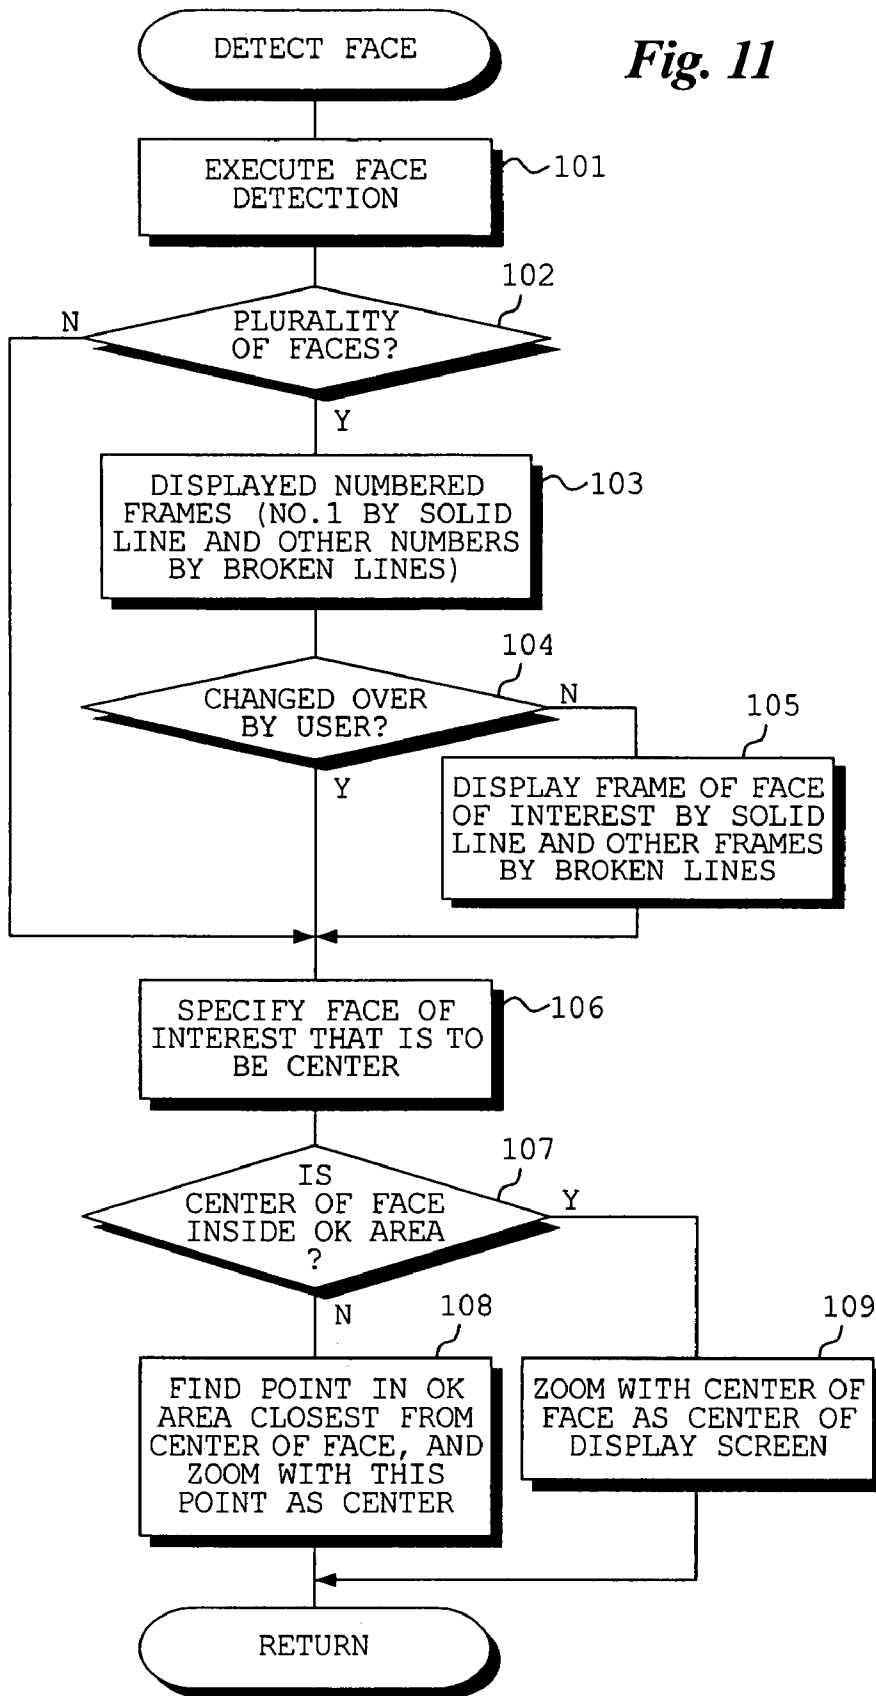 DETECT FACE
Fig. 11
EXECUTE FACE
DETECTION
101
102
PLURALITY
OF FACES?
N
Y
DISPLAYED NUMBERED
FRAMES (NO.1 BY SOLID
LINE AND OTHER NUMBERS
BY BROKEN LINES)
103
104
CHANGED OVER
BY USER?
N
Y
105
DISPLAY FRAME OF FACE
OF INTEREST BY SOLID
LINE AND OTHER FRAMES
BY BROKEN LINES
SPECIFY FACE OF
INTEREST THAT IS TO
BE CENTER
106
107
IS
CENTER OF FACE
INSIDE OK AREA
?
Y
N
108
FIND POINT IN OK
AREA CLOSEST FROM
CENTER OF FACE, AND
ZOOM WITH THIS
POINT AS CENTER
109
ZOOM WITH CENTER OF
FACE AS CENTER OF
DISPLAY SCREEN
RETURN